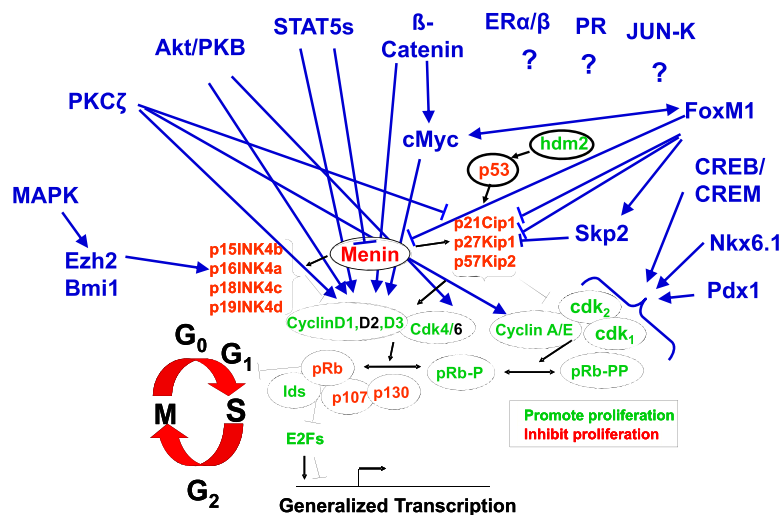 STAT5s
ß-
Catenin
ERα/β
PR
JUN-K
Akt/PKB
?
?
?
PKCζ
cMyc
FoxM1
hdm2
p53
CREB/
CREM
MAPK
p21Cip1
p27Kip1
p57Kip2
Skp2
Nkx6.1
Ezh2
Bmi1
p15INK4b
p16INK4a
p18INK4c
p19INK4d
Menin
Pdx1
CyclinD1,D2,D3
Cdk4/6
Cyclin A/E
cdk2
cdk1
G0
G1
S
M
G2
pRb
pRb-P
pRb-PP
Ids
p107
p130
E2Fs
Promote proliferation
Inhibit proliferation
Generalized Transcription